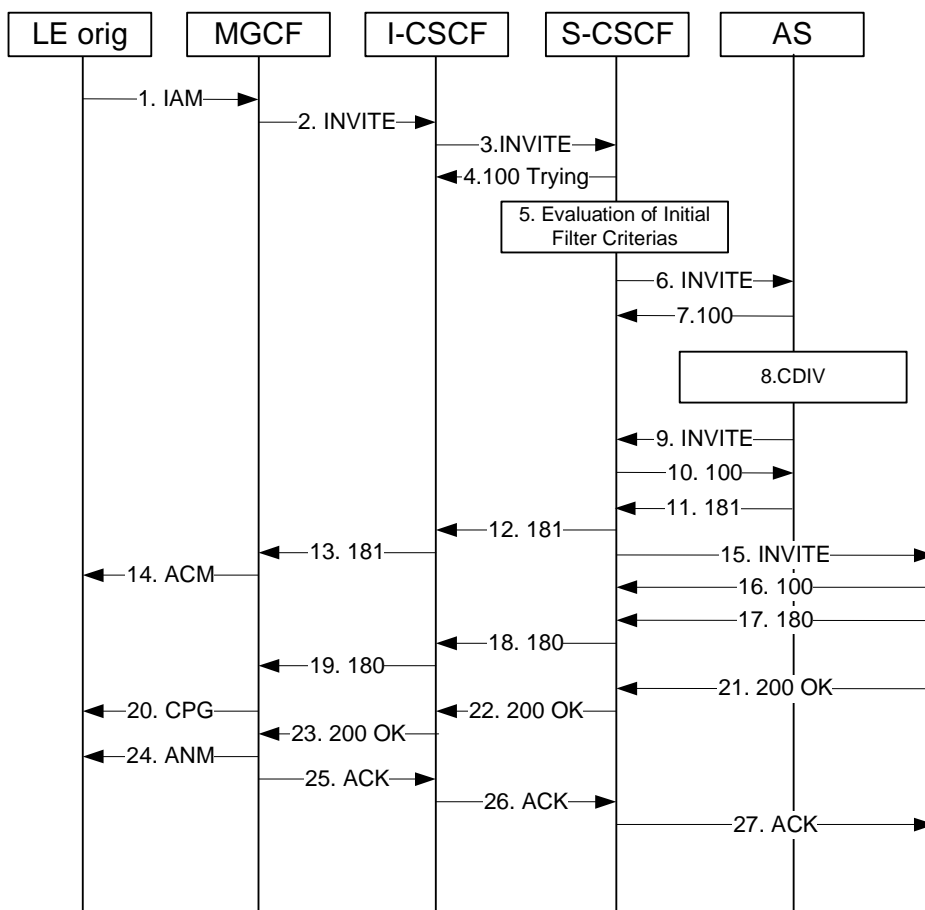 LE orig
MGCF
I-CSCF
S-CSCF
AS
1. IAM
2. INVITE
3.INVITE
4.100 Trying
5. Evaluation of Initial
Filter Criterias
6. INVITE
7.100
8.CDIV
9. INVITE
10. 100
11. 181
12. 181
13. 181
15. INVITE
14. ACM
16. 100
17. 180
18. 180
19. 180
21. 200 OK
20. CPG
22. 200 OK
23. 200 OK
24. ANM
25. ACK
26. ACK
27. ACK